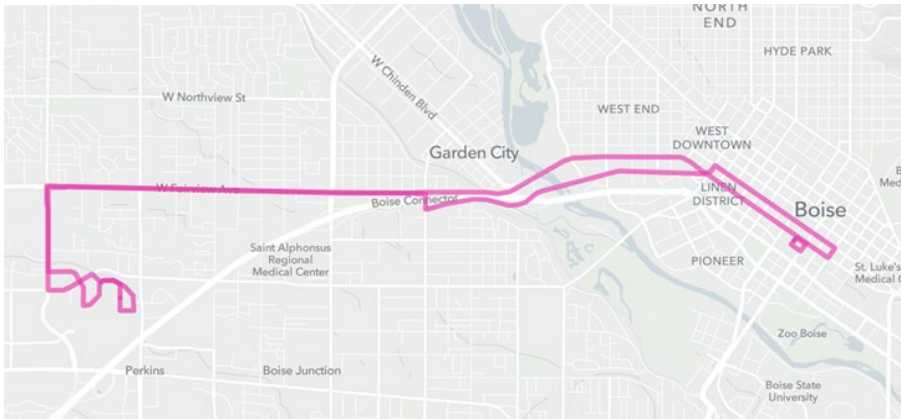 NORTH
END
HYDE PARK
W Chinden Blvd
W Northview St
WEST END
WEST
DOWNTOWN
Garden City
W Fairview Ave
Boise Connector
LINEN
DISTRICT
Boise
Saint Alphonsus
Regional
Medical Center
PIONEER
St. Luke's
Medical C
Zoo Boise
Perkins
Boise Junction
Boise State
University